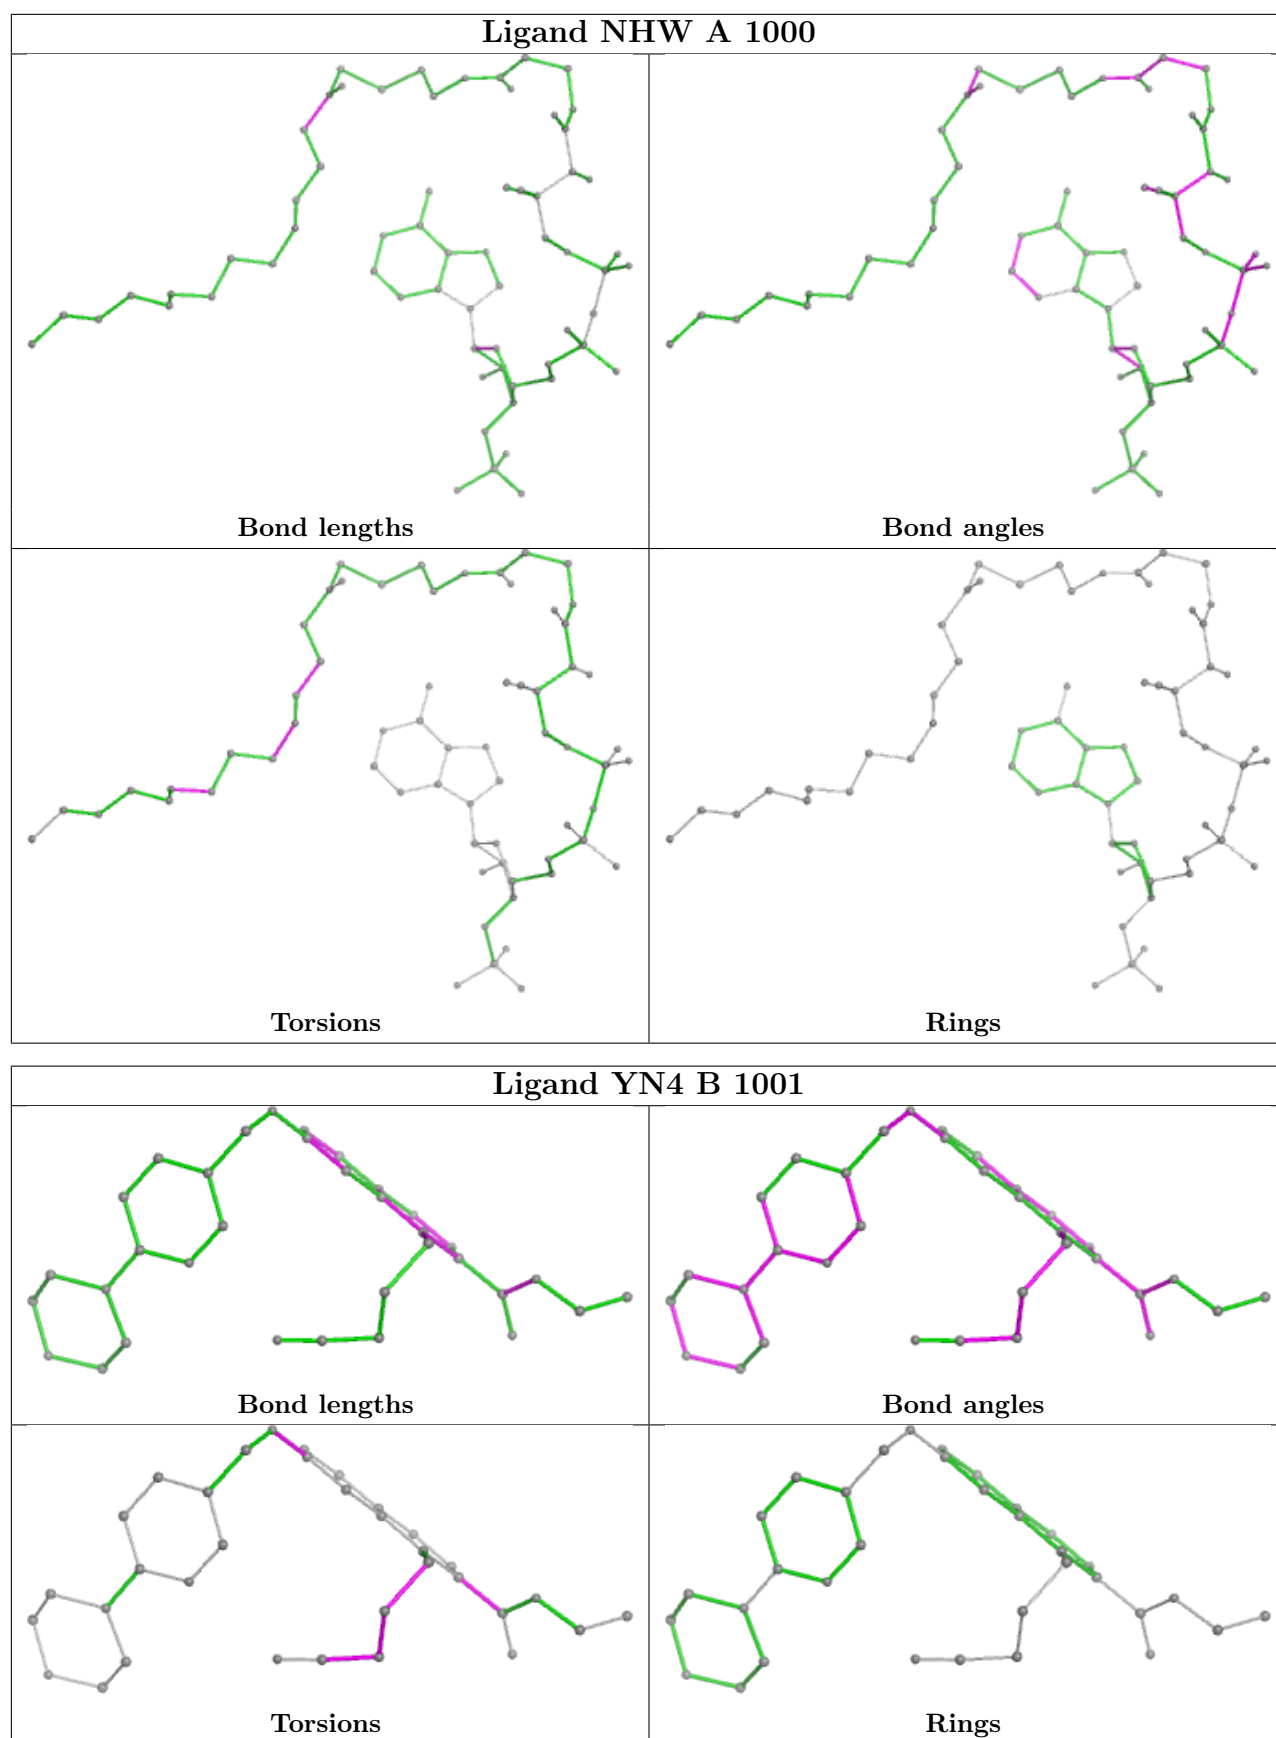 Ligand NHW A 1000
Bond lengths
Bond angles
Torsions
Rings
Ligand YN4 B 1001
Bond lengths
Bond angles
Torsions
Rings